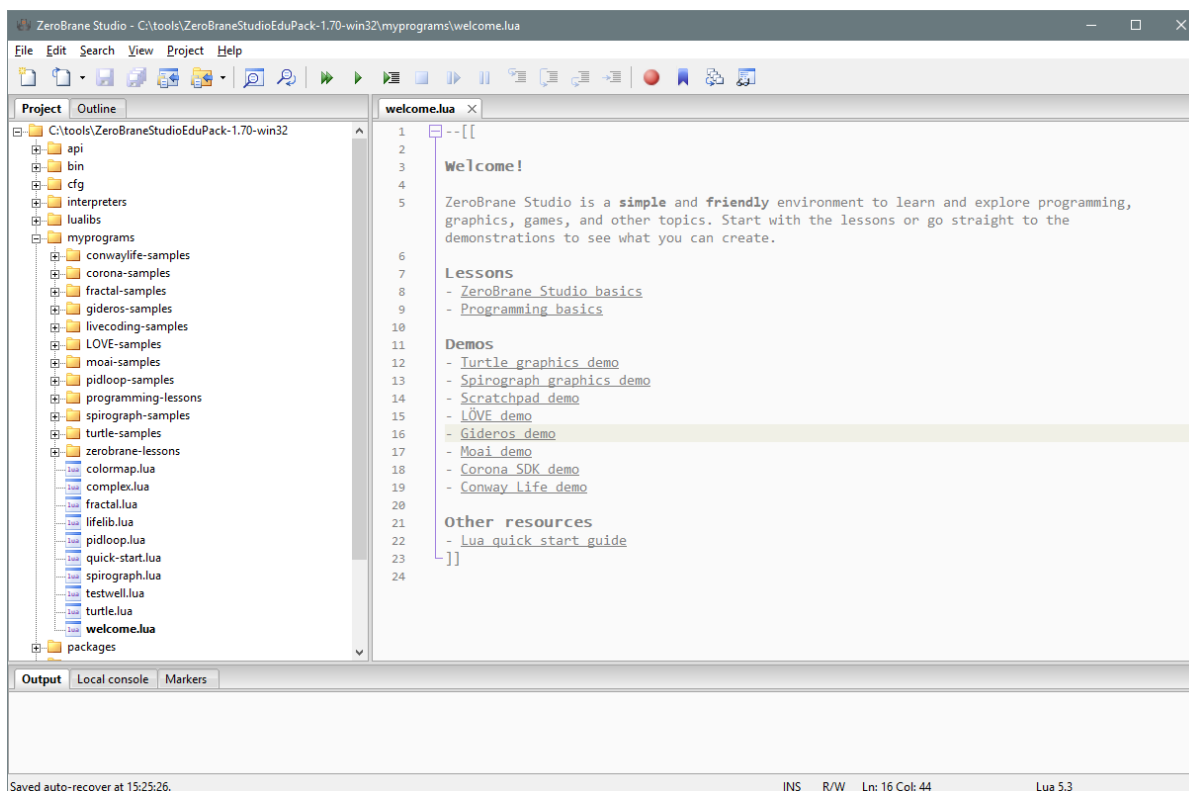 ZeroBrane Studio - C:\tools\ZeroBraneStudioEduPack-1.70-win32\myprograms\welcome.lua
File Edit Search View Project Help
Project Outline
C:\tools\ZeroBraneStudioEduPack-1.70-win32
api
bin
cfg
interpreters
lualibs
myprograms
conwaylife-samples
corona-samples
fractal-samples
gideros-samples
livecoding-samples
LOVE-samples
moai-samples
pidloop-samples
programming-lessons
spirograph-samples
turtle-samples
zerobrane-lessons
colormap.lua
complex.lua
fractal.lua
lifelib.lua
pidloop.lua
quick-start.lua
spirograph.lua
testwell.lua
turtle.lua
welcome.lua
packages
welcome.lua
1 --[[
2
3 Welcome!
4
5 ZeroBrane Studio is a simple and friendly environment to learn and explore programming,
graphics, games, and other topics. Start with the lessons or go straight to the
demonstrations to see what you can create.
6
7 Lessons
8 - ZeroBrane Studio basics
9 - Programming basics
10
11 Demos
12 - Turtle graphics demo
13 - Spirograph graphics demo
14 - Scratchpad demo
15 - LÖVE demo
16 - Gideros demo
17 - Moai demo
18 - Corona SDK demo
19 - Conway Life demo
20
21 Other resources
22 - Lua quick start guide
23 ]]
24
Output Local console Markers
Saved auto-recover at 15:25:26. INS R/W Ln: 16 Col: 44 Lua 5.3